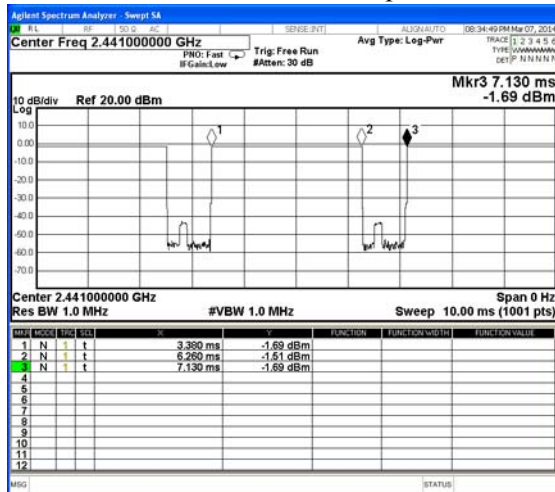 Agilent Spectrum Analyzer - Swept SA
RL RF 50 Ω AC SENSE:INT ALIGNAUTO 08:34:49 PM Mar 07, 2014
Center Freq 2.441000000 GHz Avg Type: Log-Pwr TRACE 1 2 3 4 5 6
PNO: Fast Trig: Free Run TYPE
IFGain:Low #Atten: 30 dB DET P N N N N N
Mkr3 7.130 ms
10 dB/div Ref 20.00 dBm -1.69 dBm
Log
10.0
1 2 3
0.00
-10.0
-20.0
-30.0
-40.0
-50.0
-60.0
-70.0
Center 2.441000000 GHz Span 0 Hz
Res BW 1.0 MHz #VBW 1.0 MHz Sweep 10.00 ms (1001 pts)
MKR MODE TRC SCL X Y FUNCTION FUNCTION WIDTH FUNCTION VALUE
1 N 1 t 3.380 ms -1.69 dBm
2 N 1 t 6.260 ms -1.51 dBm
3 N 1 t 7.130 ms -1.69 dBm
4
5
6
7
8
9
10
11
12
MSG STATUS